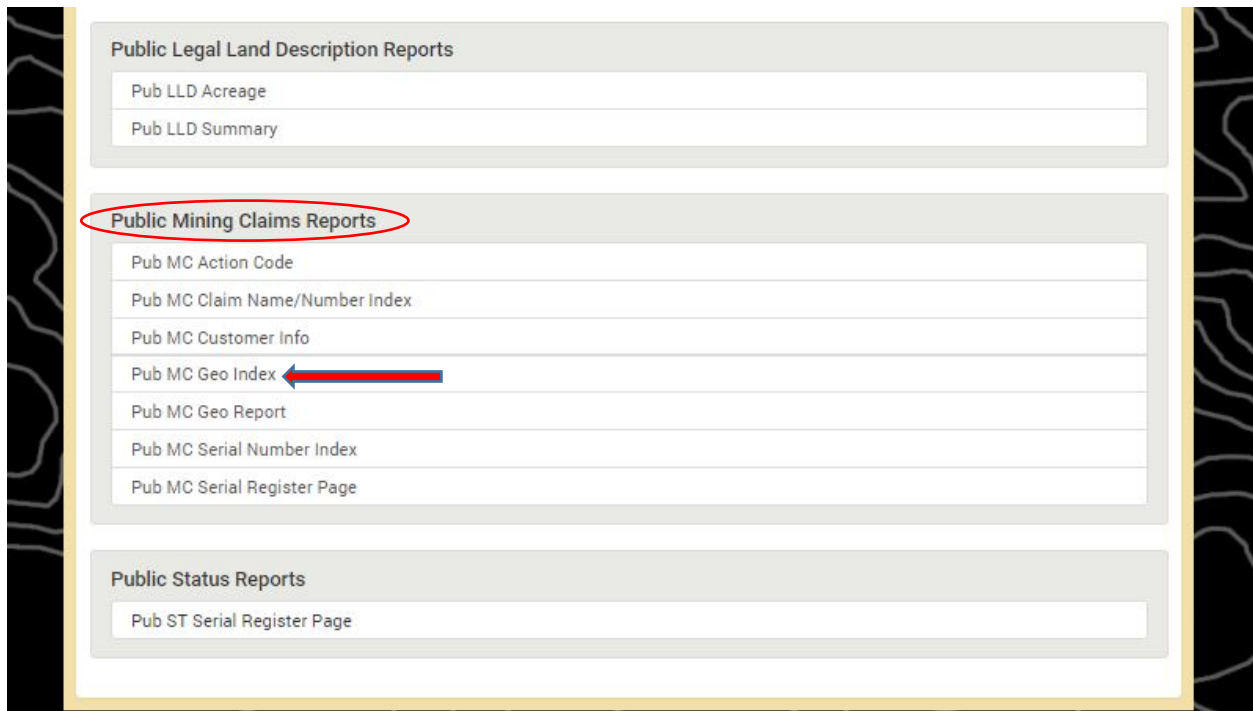 Public Legal Land Description Reports
Pub LLD Acreage
Pub LLD Summary
Public Mining Claims Reports
Pub MC Action Code
Pub MC Claim Name/Number Index
Pub MC Customer Info
Pub MC Geo Index
Pub MC Geo Report
Pub MC Serial Number Index
Pub MC Serial Register Page
Public Status Reports
Pub ST Serial Register Page